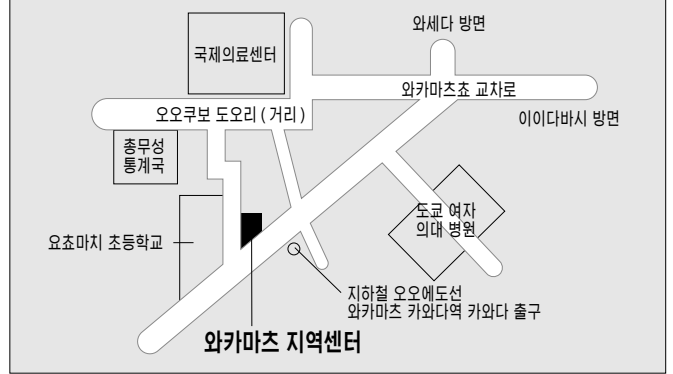 와세다 방면
국제의료센터
와카마츠쵸 교차로
오오쿠보 도오리 ( 거리 )
이이다바시 방면
총무성
통계국
도쿄 여자
의대 병원
요쵸마치 초등학교
지하철 오오에도선
와카마츠 카와다역 카와다 출구
와카마츠 지역센터